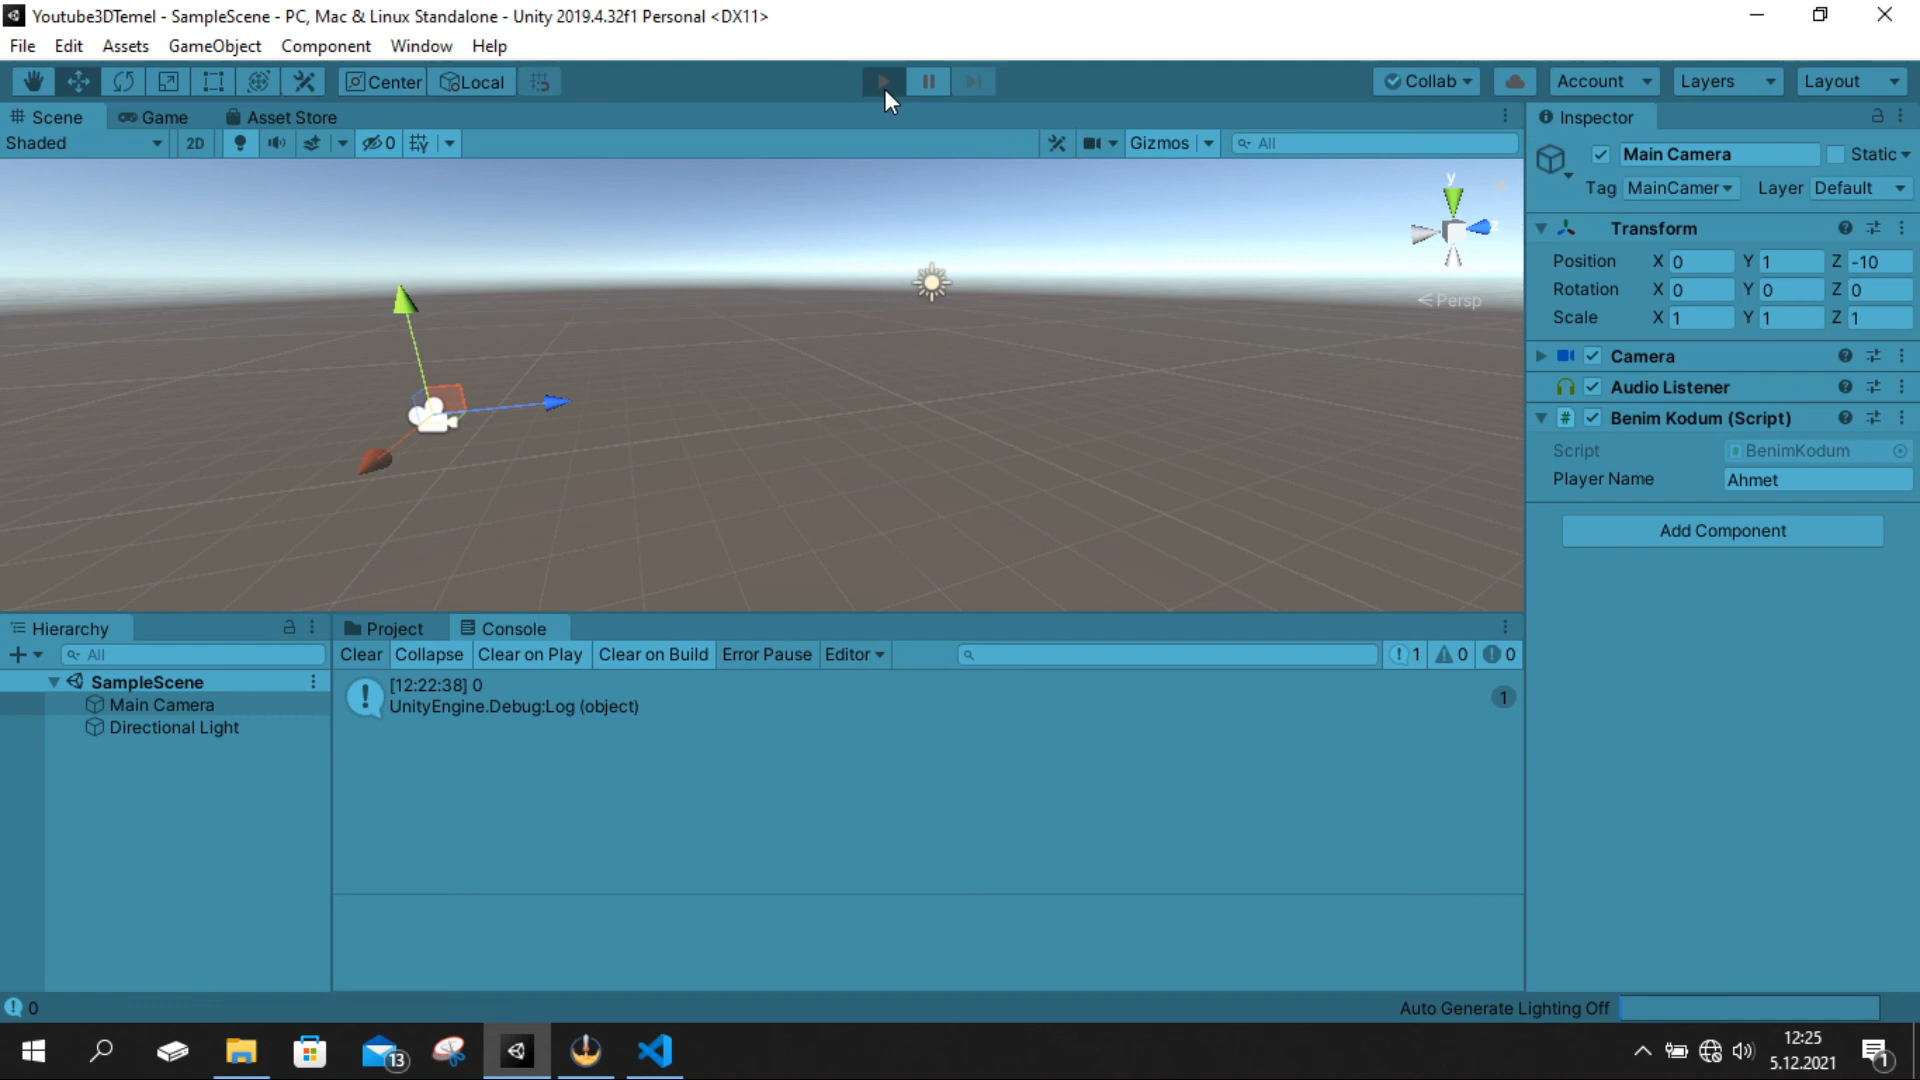 Youtube3DTemel - SampleScene - PC, Mac & Linux Standalone - Unity 2019.4.32f1 Personal <DX11>
File Edit Assets GameObject Component Window Help
Center Local Collab Account Layers Layout
Scene Game Asset Store
Shaded 2D 0 Gizmos All
y
z
Persp
Inspector
Main Camera Static
Tag MainCamer Layer Default
Transform
Position X 0 Y 1 Z -10
Rotation X 0 Y 0 Z 0
Scale X 1 Y 1 Z 1
Camera
Audio Listener
# Benim Kodum (Script)
Script BenimKodum
Player Name Ahmet
Add Component
Hierarchy
All
SampleScene
Main Camera
Directional Light
Project Console
Clear Collapse Clear on Play Clear on Build Error Pause Editor 1 0 0
[12:22:38] 0
UnityEngine.Debug:Log (object)
1
0
Auto Generate Lighting Off
13
12:25
5.12.2021
1